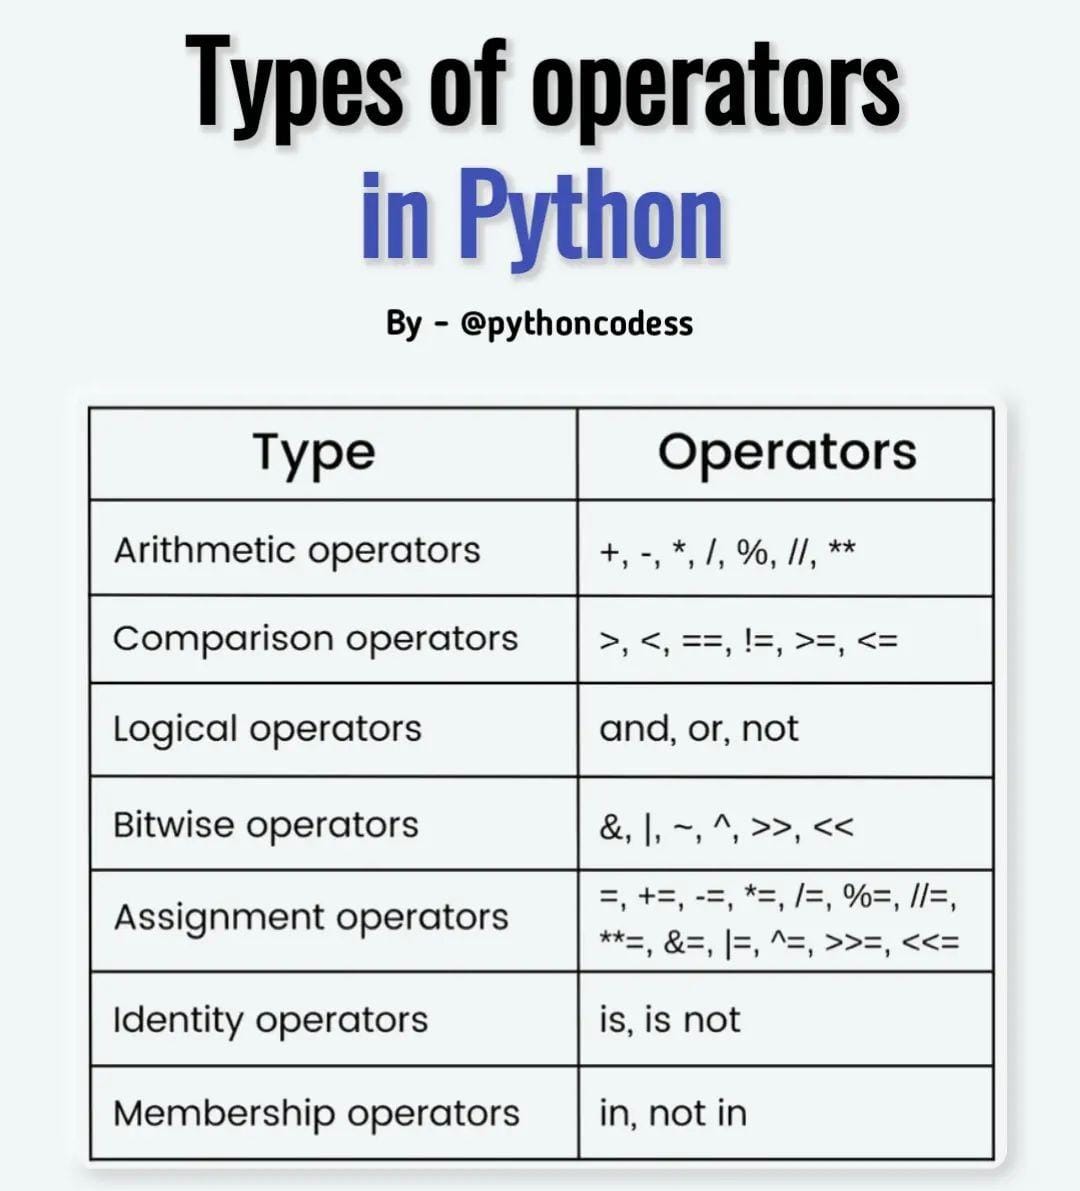 Types of operators
in Python
By - @pythoncodess
Type Operators
Arithmetic operators +, -, *, /, %, //, **
Comparison operators >, <, ==, !=, >=, <=
Logical operators and, or, not
Bitwise operators &, |, ~, ^, >>, <<
Assignment operators =, +=, -=, *=, /=, %=, //=,
**=, &=, |=, ^=, >>=, <<=
Identity operators is, is not
Membership operators in, not in